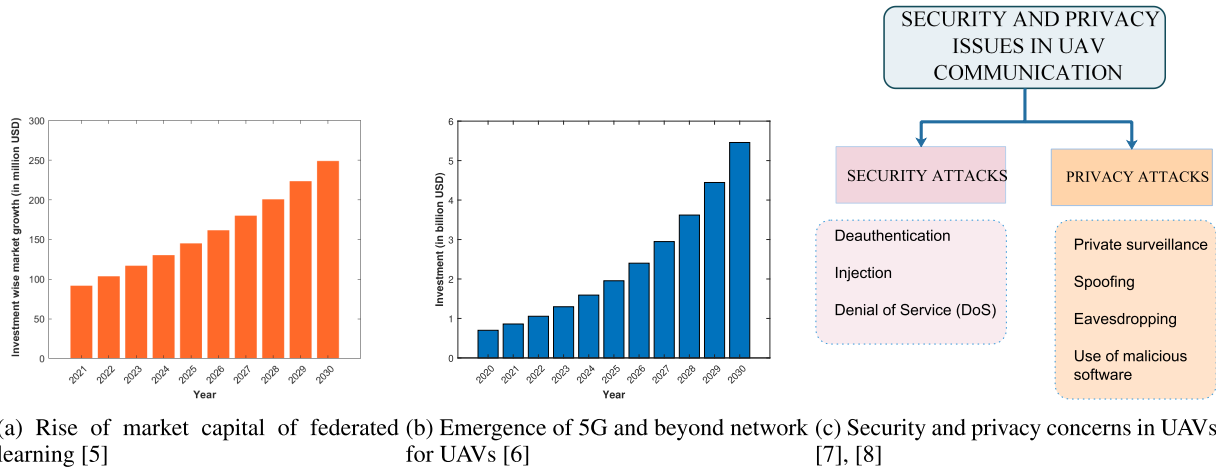 SECURITY AND PRIVACY
ISSUES IN UAV
COMMUNICATION
SECURITY ATTACKS
PRIVACY ATTACKS
Deauthentication
Injection
Denial of Service (DoS)
Private surveillance
Spoofing
Eavesdropping
Use of malicious
software
Investment wise market growth (in million USD)
300
250
200
150
100
50
0
2021
2022
2023
2024
2025
2026
2027
2028
2029
2030
Year
Investment (in billion USD)
6
5
4
3
2
1
0
2020
2021
2022
2023
2024
2025
2026
2027
2028
2029
2030
Year
(a) Rise of market capital of federated
learning [5]
(b) Emergence of 5G and beyond network
for UAVs [6]
(c) Security and privacy concerns in UAVs
[7], [8]